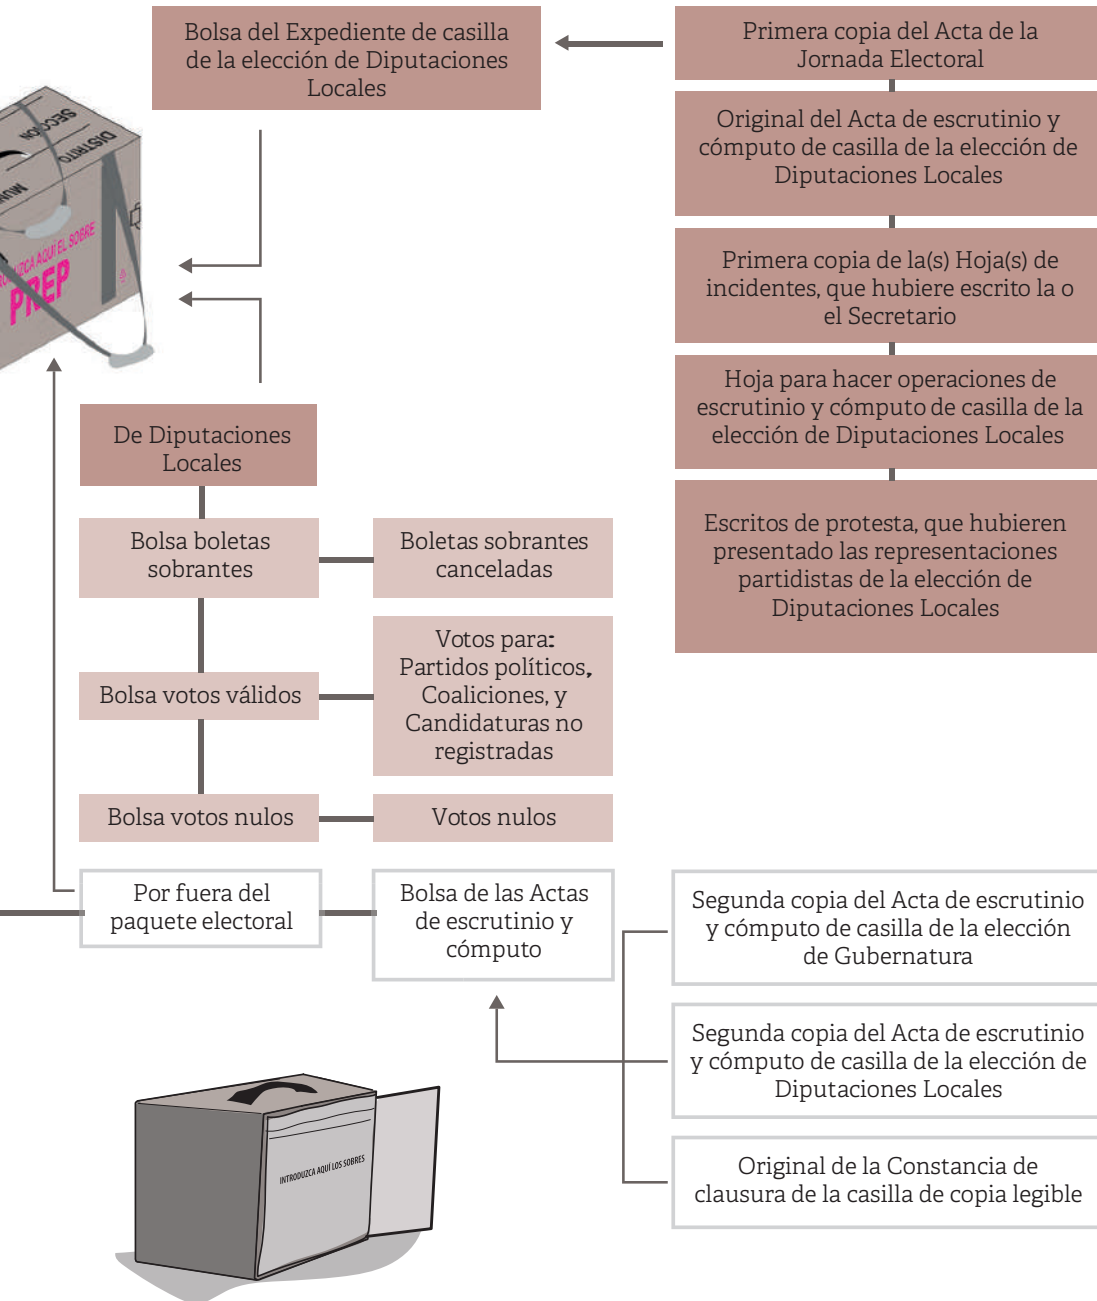 Bolsa del Expediente de casilla
de la elección de Diputaciones
Locales
Primera copia del Acta de la
Jornada Electoral
Original del Acta de escrutinio y
cómputo de casilla de la elección de
Diputaciones Locales
Primera copia de la(s) Hoja(s) de
incidentes, que hubiere escrito la o
el Secretario
Hoja para hacer operaciones de
escrutinio y cómputo de casilla de la
elección de Diputaciones Locales
Escritos de protesta, que hubieren
presentado las representaciones
partidistas de la elección de
Diputaciones Locales
SECCIÓN
DISTRITO
AQUÍ EL SOBRE
PREP
De Diputaciones
Locales
Bolsa boletas
sobrantes
Boletas sobrantes
canceladas
Bolsa votos válidos
Votos para:
Partidos políticos,
Coaliciones, y
Candidaturas no
registradas
Bolsa votos nulos
Votos nulos
Por fuera del
paquete electoral
Bolsa de las Actas
de escrutinio y
cómputo
Segunda copia del Acta de escrutinio
y cómputo de casilla de la elección
de Gubernatura
Segunda copia del Acta de escrutinio
y cómputo de casilla de la elección de
Diputaciones Locales
Original de la Constancia de
clausura de la casilla de copia legible
INTRODUZCA AQUÍ LOS SOBRES